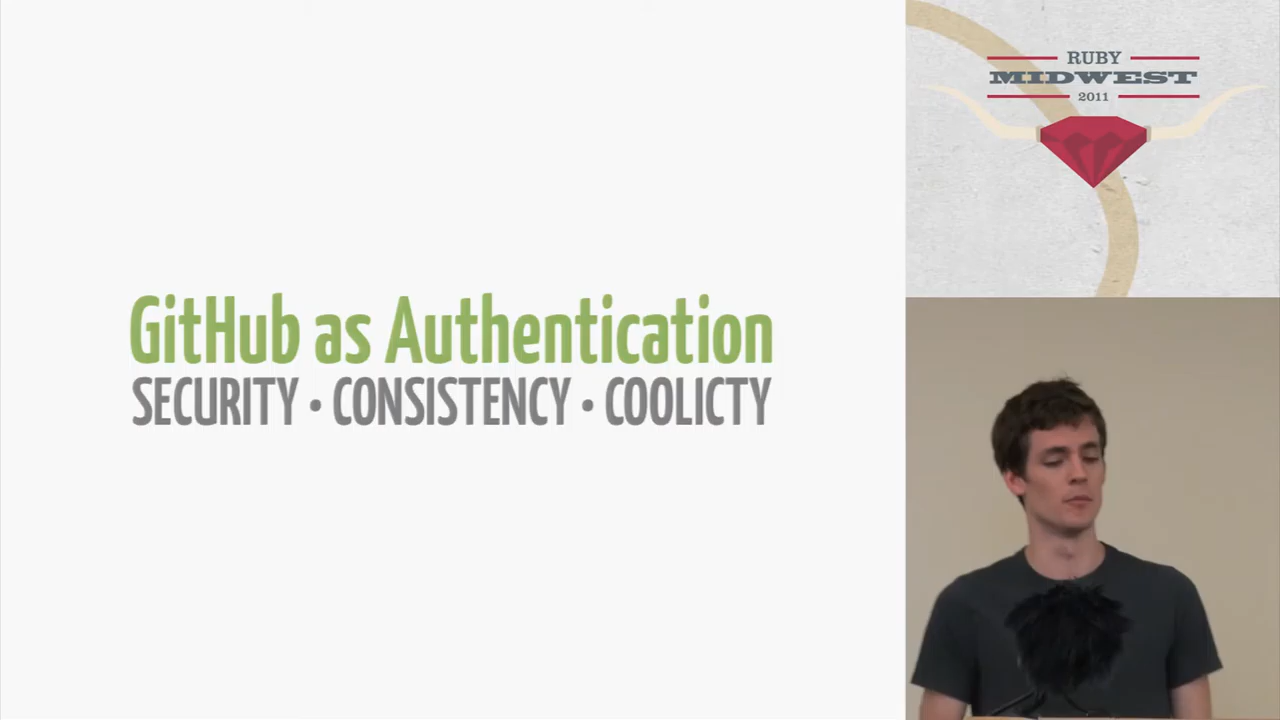 GitHub as Authentication
SECURITY • CONSISTENCY • COOLICTY
RUBY
MIDWEST
2011